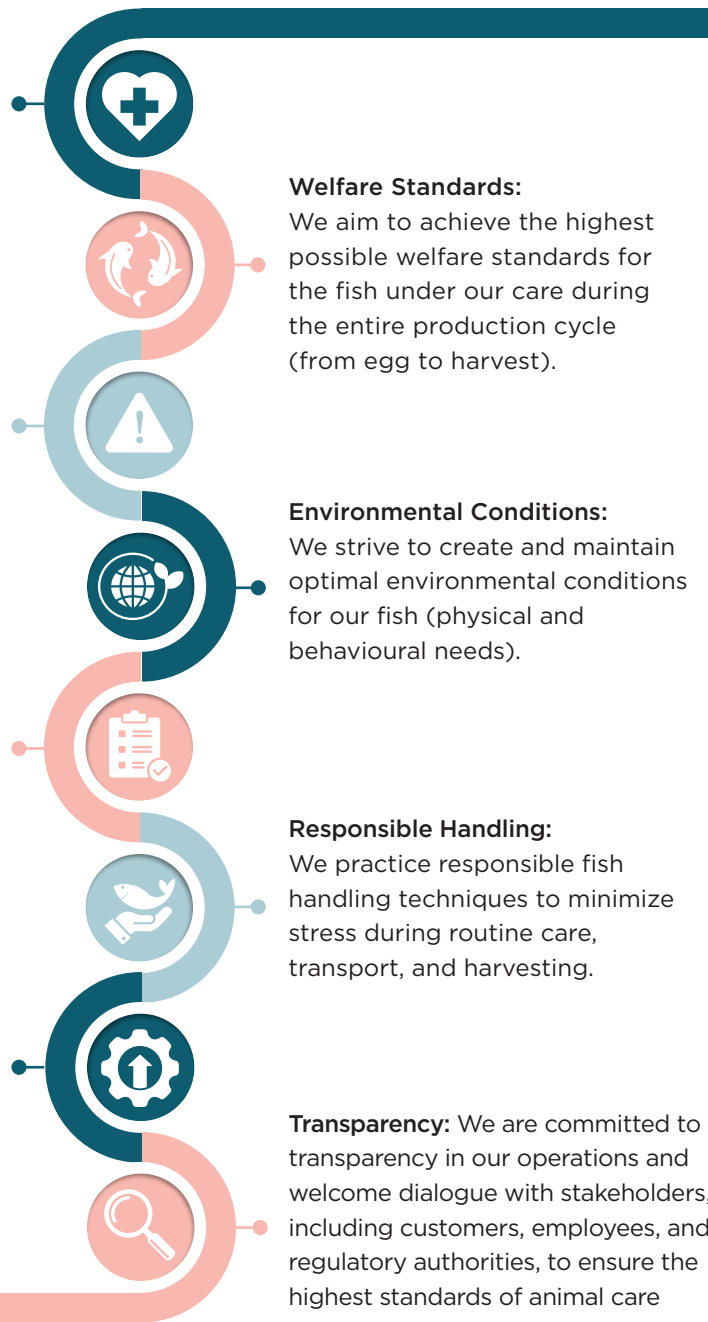 Welfare Standards:
We aim to achieve the highest
possible welfare standards for
the fish under our care during
the entire production cycle
(from egg to harvest).
Environmental Conditions:
We strive to create and maintain
optimal environmental conditions
for our fish (physical and
behavioural needs).
Responsible Handling:
We practice responsible fish
handling techniques to minimize
stress during routine care,
transport, and harvesting.
Transparency: We are committed to
transparency in our operations and
welcome dialogue with stakeholders,
including customers, employees, and
regulatory authorities, to ensure the
highest standards of animal care